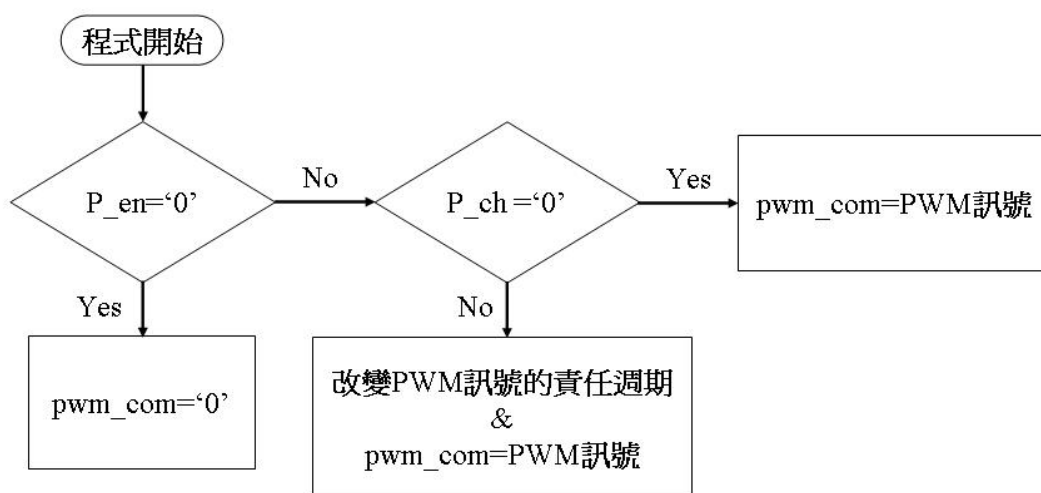 程式開始
P_en=‘0’
No
P_ch =‘0’
Yes
pwm_com=PWM訊號
Yes
No
pwm_com=‘0’
改變PWM訊號的責任週期
&
pwm_com=PWM訊號